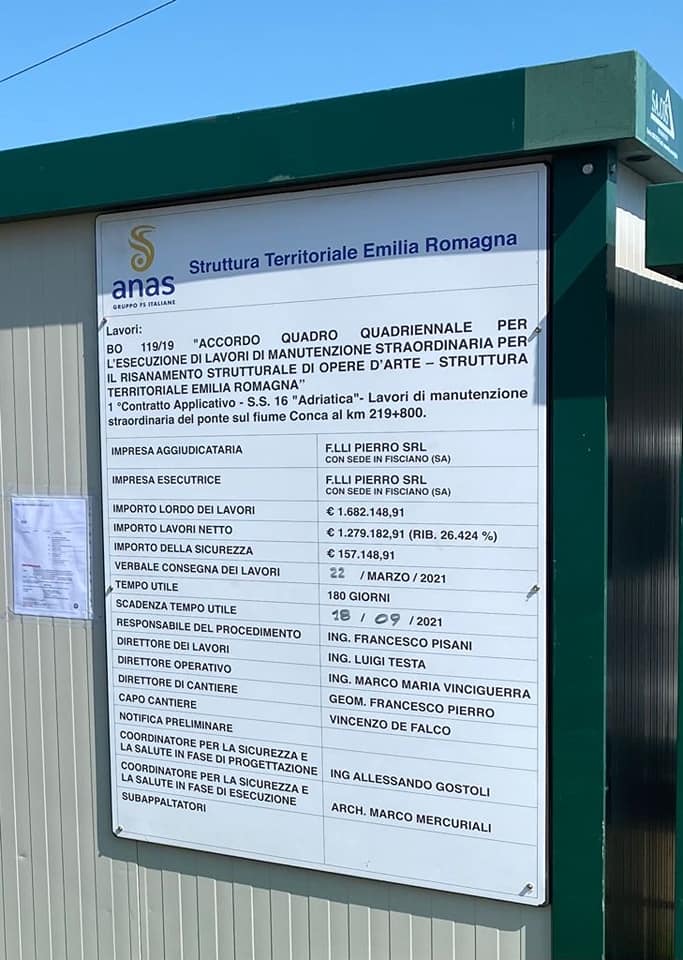 SA.COS
anas
GRUPPO FS ITALIANE
Struttura Territoriale Emilia Romagna
Lavori:
BO 119/19 "ACCORDO QUADRO QUADRIENNALE PER
L'ESECUZIONE DI LAVORI DI MANUTENZIONE STRAORDINARIA PER
IL RISANAMENTO STRUTTURALE DI OPERE D'ARTE – STRUTTURA
TERRITORIALE EMILIA ROMAGNA"
1 °Contratto Applicativo - S.S. 16 "Adriatica"- Lavori di manutenzione
straordinaria del ponte sul fiume Conca al km 219+800.
IMPRESA AGGIUDICATARIA F.LLI PIERRO SRL
CON SEDE IN FISCIANO (SA)
IMPRESA ESECUTRICE F.LLI PIERRO SRL
CON SEDE IN FISCIANO (SA)
IMPORTO LORDO DEI LAVORI € 1.682.148,91
IMPORTO LAVORI NETTO € 1.279.182,91 (RIB. 26.424 %)
IMPORTO DELLA SICUREZZA € 157.148,91
VERBALE CONSEGNA DEI LAVORI 22 / MARZO / 2021
TEMPO UTILE 180 GIORNI
SCADENZA TEMPO UTILE 18 / 09 / 2021
RESPONSABILE DEL PROCEDIMENTO ING. FRANCESCO PISANI
DIRETTORE DEI LAVORI ING. LUIGI TESTA
DIRETTORE OPERATIVO ING. MARCO MARIA VINCIGUERRA
DIRETTORE DI CANTIERE GEOM. FRANCESCO PIERRO
CAPO CANTIERE VINCENZO DE FALCO
NOTIFICA PRELIMINARE
COORDINATORE PER LA SICUREZZA E
LA SALUTE IN FASE DI PROGETTAZIONE ING ALLESSANDO GOSTOLI
COORDINATORE PER LA SICUREZZA E
LA SALUTE IN FASE DI ESECUZIONE ARCH. MARCO MERCURIALI
SUBAPPALTATORI